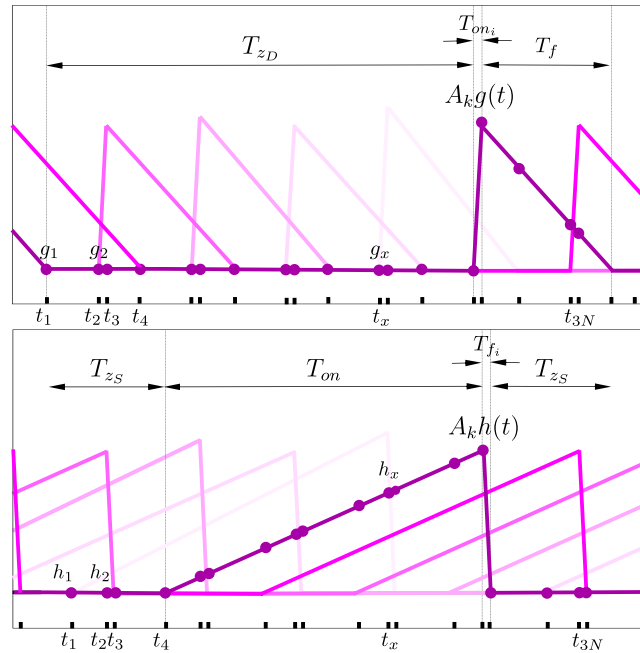 T_{z_D} T_{on_i} T_f
A_k g(t)
g_1 g_2 g_x
t_1 t_2 t_3 t_4 t_x t_{3N}
T_{z_S} T_{on} T_{f_i} T_{z_S}
A_k h(t)
h_x
h_1 h_2
t_1 t_2 t_3 t_4 t_x t_{3N}